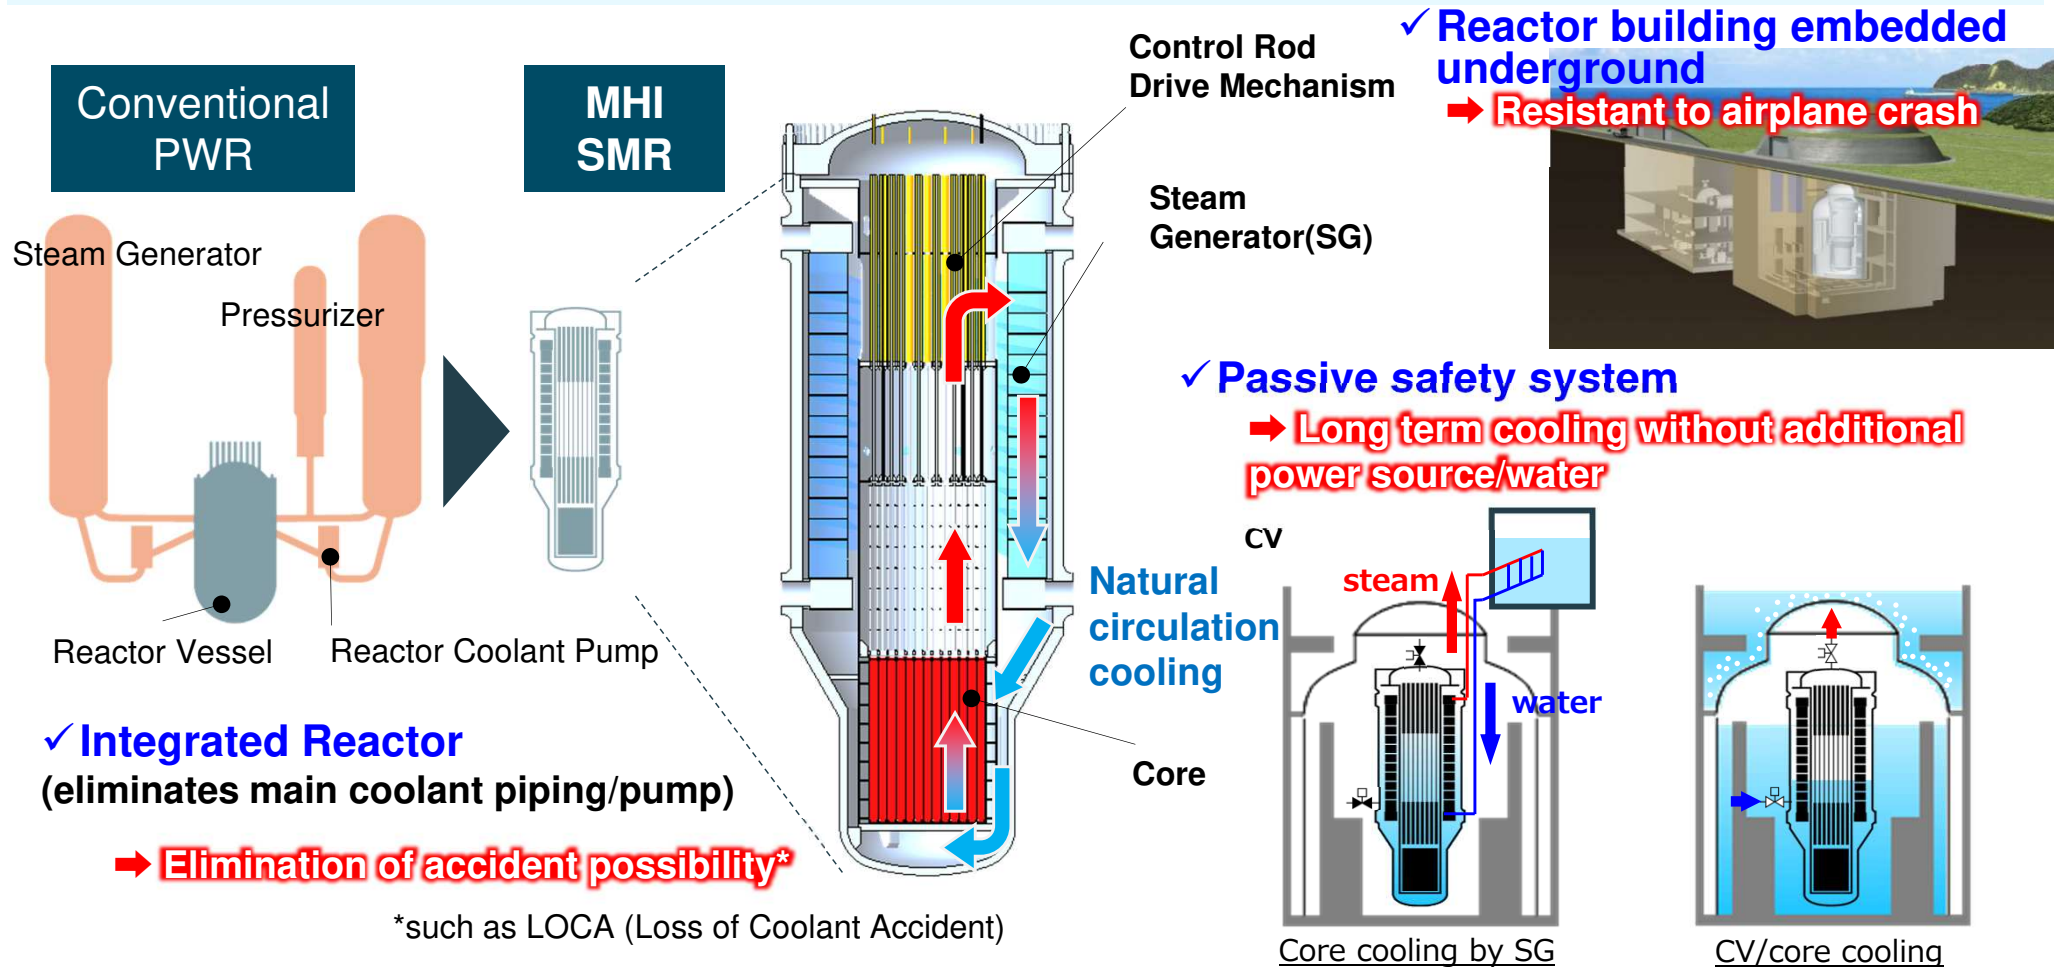 Conventional
PWR
MHI
SMR
Steam Generator
Pressurizer
Reactor Vessel
Reactor Coolant Pump
✓ Integrated Reactor
(eliminates main coolant piping/pump)
➡ Elimination of accident possibility*
*such as LOCA (Loss of Coolant Accident)
Control Rod
Drive Mechanism
Steam
Generator(SG)
Natural
circulation
cooling
Core
✓ Reactor building embedded
underground
➡ Resistant to airplane crash
✓ Passive safety system
➡ Long term cooling without additional
power source/water
CV
steam
water
Core cooling by SG
CV/core cooling